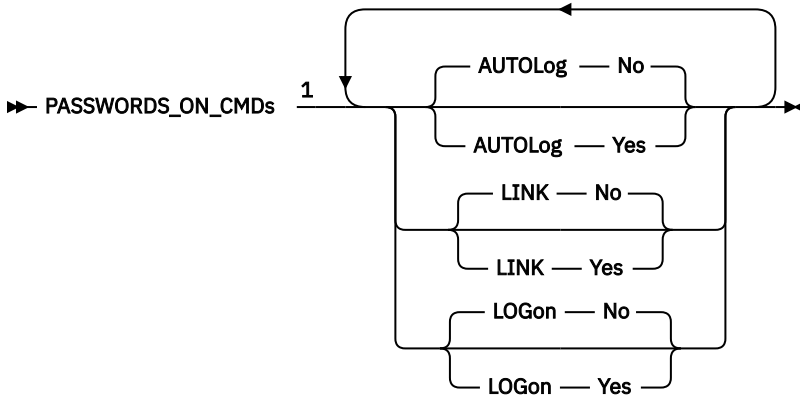 AUTOLog No
PASSWORDS_ON_CMDs 1
AUTOLog Yes
LINK No
LINK Yes
LOGon No
LOGon Yes